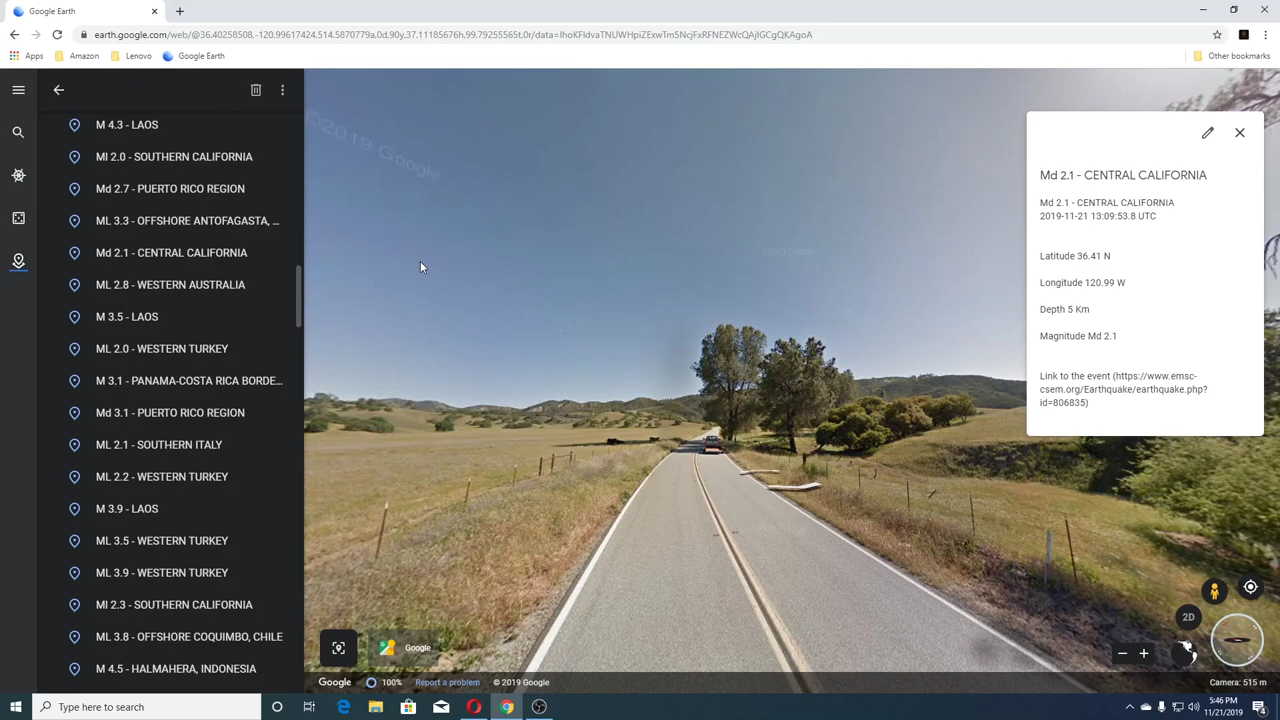 Google Earth
earth.google.com/web/@36.40258508,-120.99617424,514.5870779a,0d,90y,37.11185676h,99.79255565t,0r/data=IhoKFldvaTNUWHpiZExwTm5NcjFxRFNEZWcQAjIGCgQKAgoA
Apps
Amazon
Lenovo
Google Earth
Other bookmarks
M 4.3 - LAOS
Ml 2.0 - SOUTHERN CALIFORNIA
Md 2.7 - PUERTO RICO REGION
ML 3.3 - OFFSHORE ANTOFAGASTA, ...
Md 2.1 - CENTRAL CALIFORNIA
ML 2.8 - WESTERN AUSTRALIA
M 3.5 - LAOS
ML 2.0 - WESTERN TURKEY
M 3.1 - PANAMA-COSTA RICA BORDE...
Md 3.1 - PUERTO RICO REGION
ML 2.1 - SOUTHERN ITALY
ML 2.2 - WESTERN TURKEY
M 3.9 - LAOS
ML 3.5 - WESTERN TURKEY
ML 3.9 - WESTERN TURKEY
Ml 2.3 - SOUTHERN CALIFORNIA
ML 3.8 - OFFSHORE COQUIMBO, CHILE
M 4.5 - HALMAHERA, INDONESIA
©2019 Google
Md 2.1 - CENTRAL CALIFORNIA
Md 2.1 - CENTRAL CALIFORNIA
2019-11-21 13:09:53.8 UTC
Latitude 36.41 N
Longitude 120.99 W
Depth 5 Km
Magnitude Md 2.1
Link to the event (https://www.emsc-
csem.org/Earthquake/earthquake.php?
id=806835)
2D
Google
Google
100%
Report a problem
© 2019 Google
Camera: 515 m
Type here to search
5:46 PM
11/21/2019
4